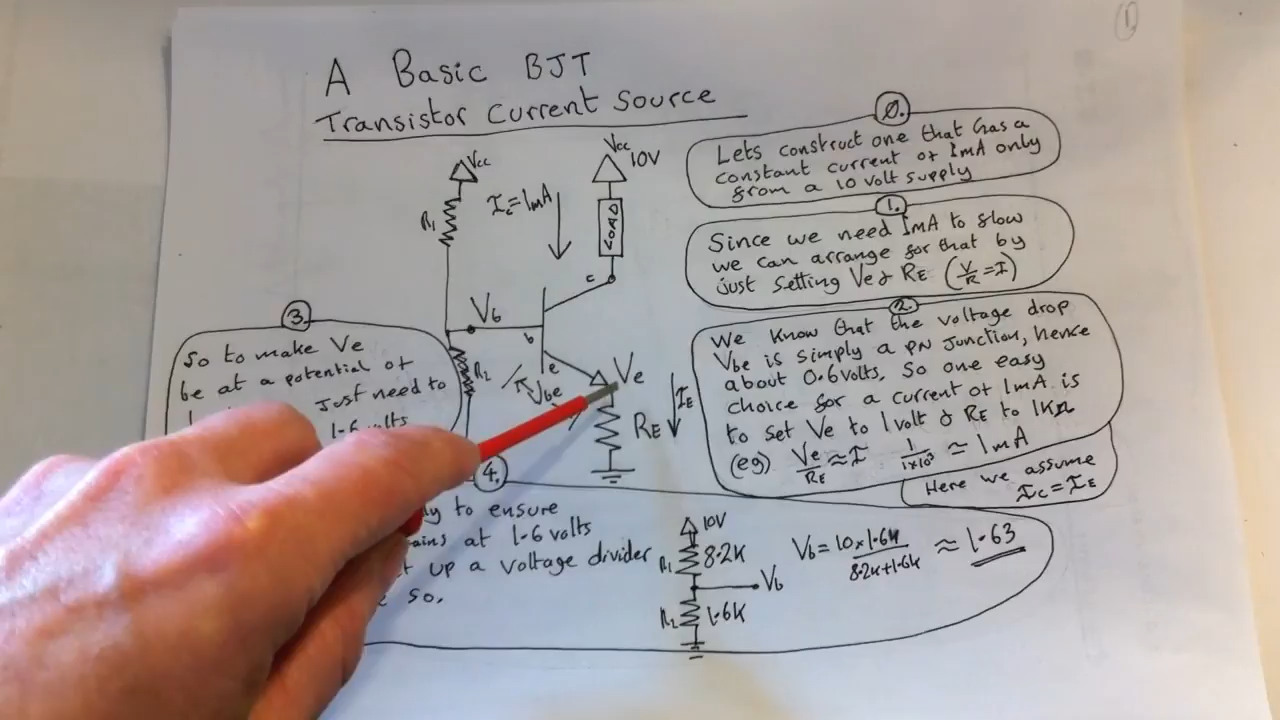 1
A Basic BJT
Transistor Current Source
Vcc
R1
Ic=1mA
Vcc
10V
LOAD
c
Vb
b
e
R2
Vbe
Ve
RE
IE
0.
Lets construct one that has a
constant current of 1mA only
from a 10 volt supply
1.
Since we need 1mA to flow
we can arrange for that by
just setting Ve & RE (V/R=I)
2.
We know that the voltage drop
Vbe is simply a PN junction, hence
about 0.6volts, So one easy
choice for a current of 1mA is
to set Ve to 1volt & RE to 1KΩ
(eg) Ve/RE ≈ I 1/1x10³ ≈ 1mA
Here we assume
Ic=IE
3.
So to make Ve
be at a potential of
Just need to
1.6 volts
4.
to ensure
at 1.6 volts
up a voltage divider
so,
10V
R1 8.2K
Vb
R2 1.6K
Vb = 10x1.6K/8.2K+1.6K ≈ 1.63